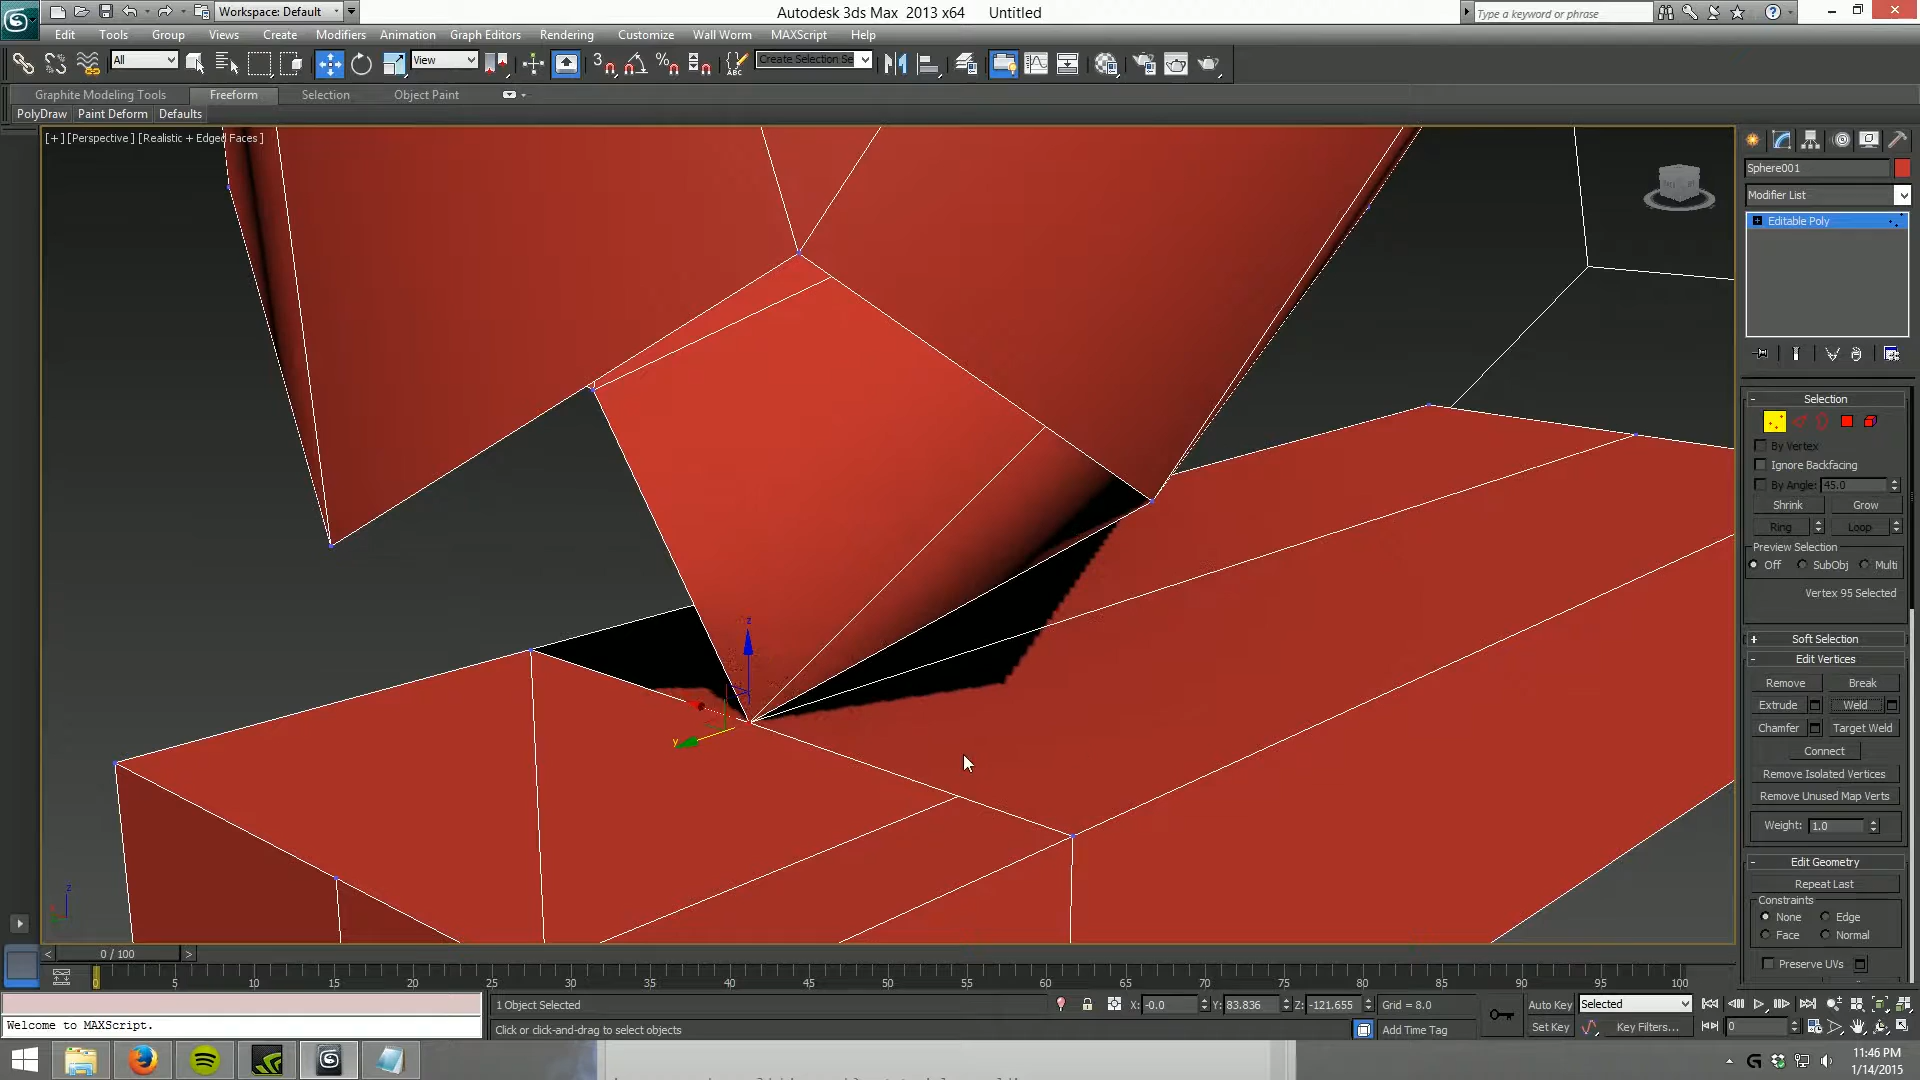 Workspace: Default
Autodesk 3ds Max 2013 x64 Untitled
Type a keyword or phrase
Edit Tools Group Views Create Modifiers Animation Graph Editors Rendering Customize Wall Worm MAXScript Help
All
View
3
Create Selection Se
Graphite Modeling Tools Freeform Selection Object Paint
PolyDraw Paint Deform Defaults
[+] [Perspective] [Realistic + Edged Faces]
Sphere001
Modifier List
Editable Poly
Selection
By Vertex
Ignore Backfacing
By Angle: 45.0
Shrink Grow
Ring Loop
Preview Selection
Off SubObj Multi
Vertex 95 Selected
Soft Selection
Edit Vertices
Remove Break
Extrude Weld
Chamfer Target Weld
Connect
Remove Isolated Vertices
Remove Unused Map Verts
Weight: 1.0
Edit Geometry
Repeat Last
Constraints
None Edge
Face Normal
Preserve UVs
z
y
z
0 / 100
0 5 10 15 20 25 30 35 40 45 50 55 60 65 70 75 80 85 90 95 100
1 Object Selected
X: -0.0 Y: 83.836 Z: -121.655 Grid = 8.0
Auto Key Selected
Welcome to MAXScript.
Click or click-and-drag to select objects
Add Time Tag
Set Key Key Filters... 0
11:46 PM
1/14/2015